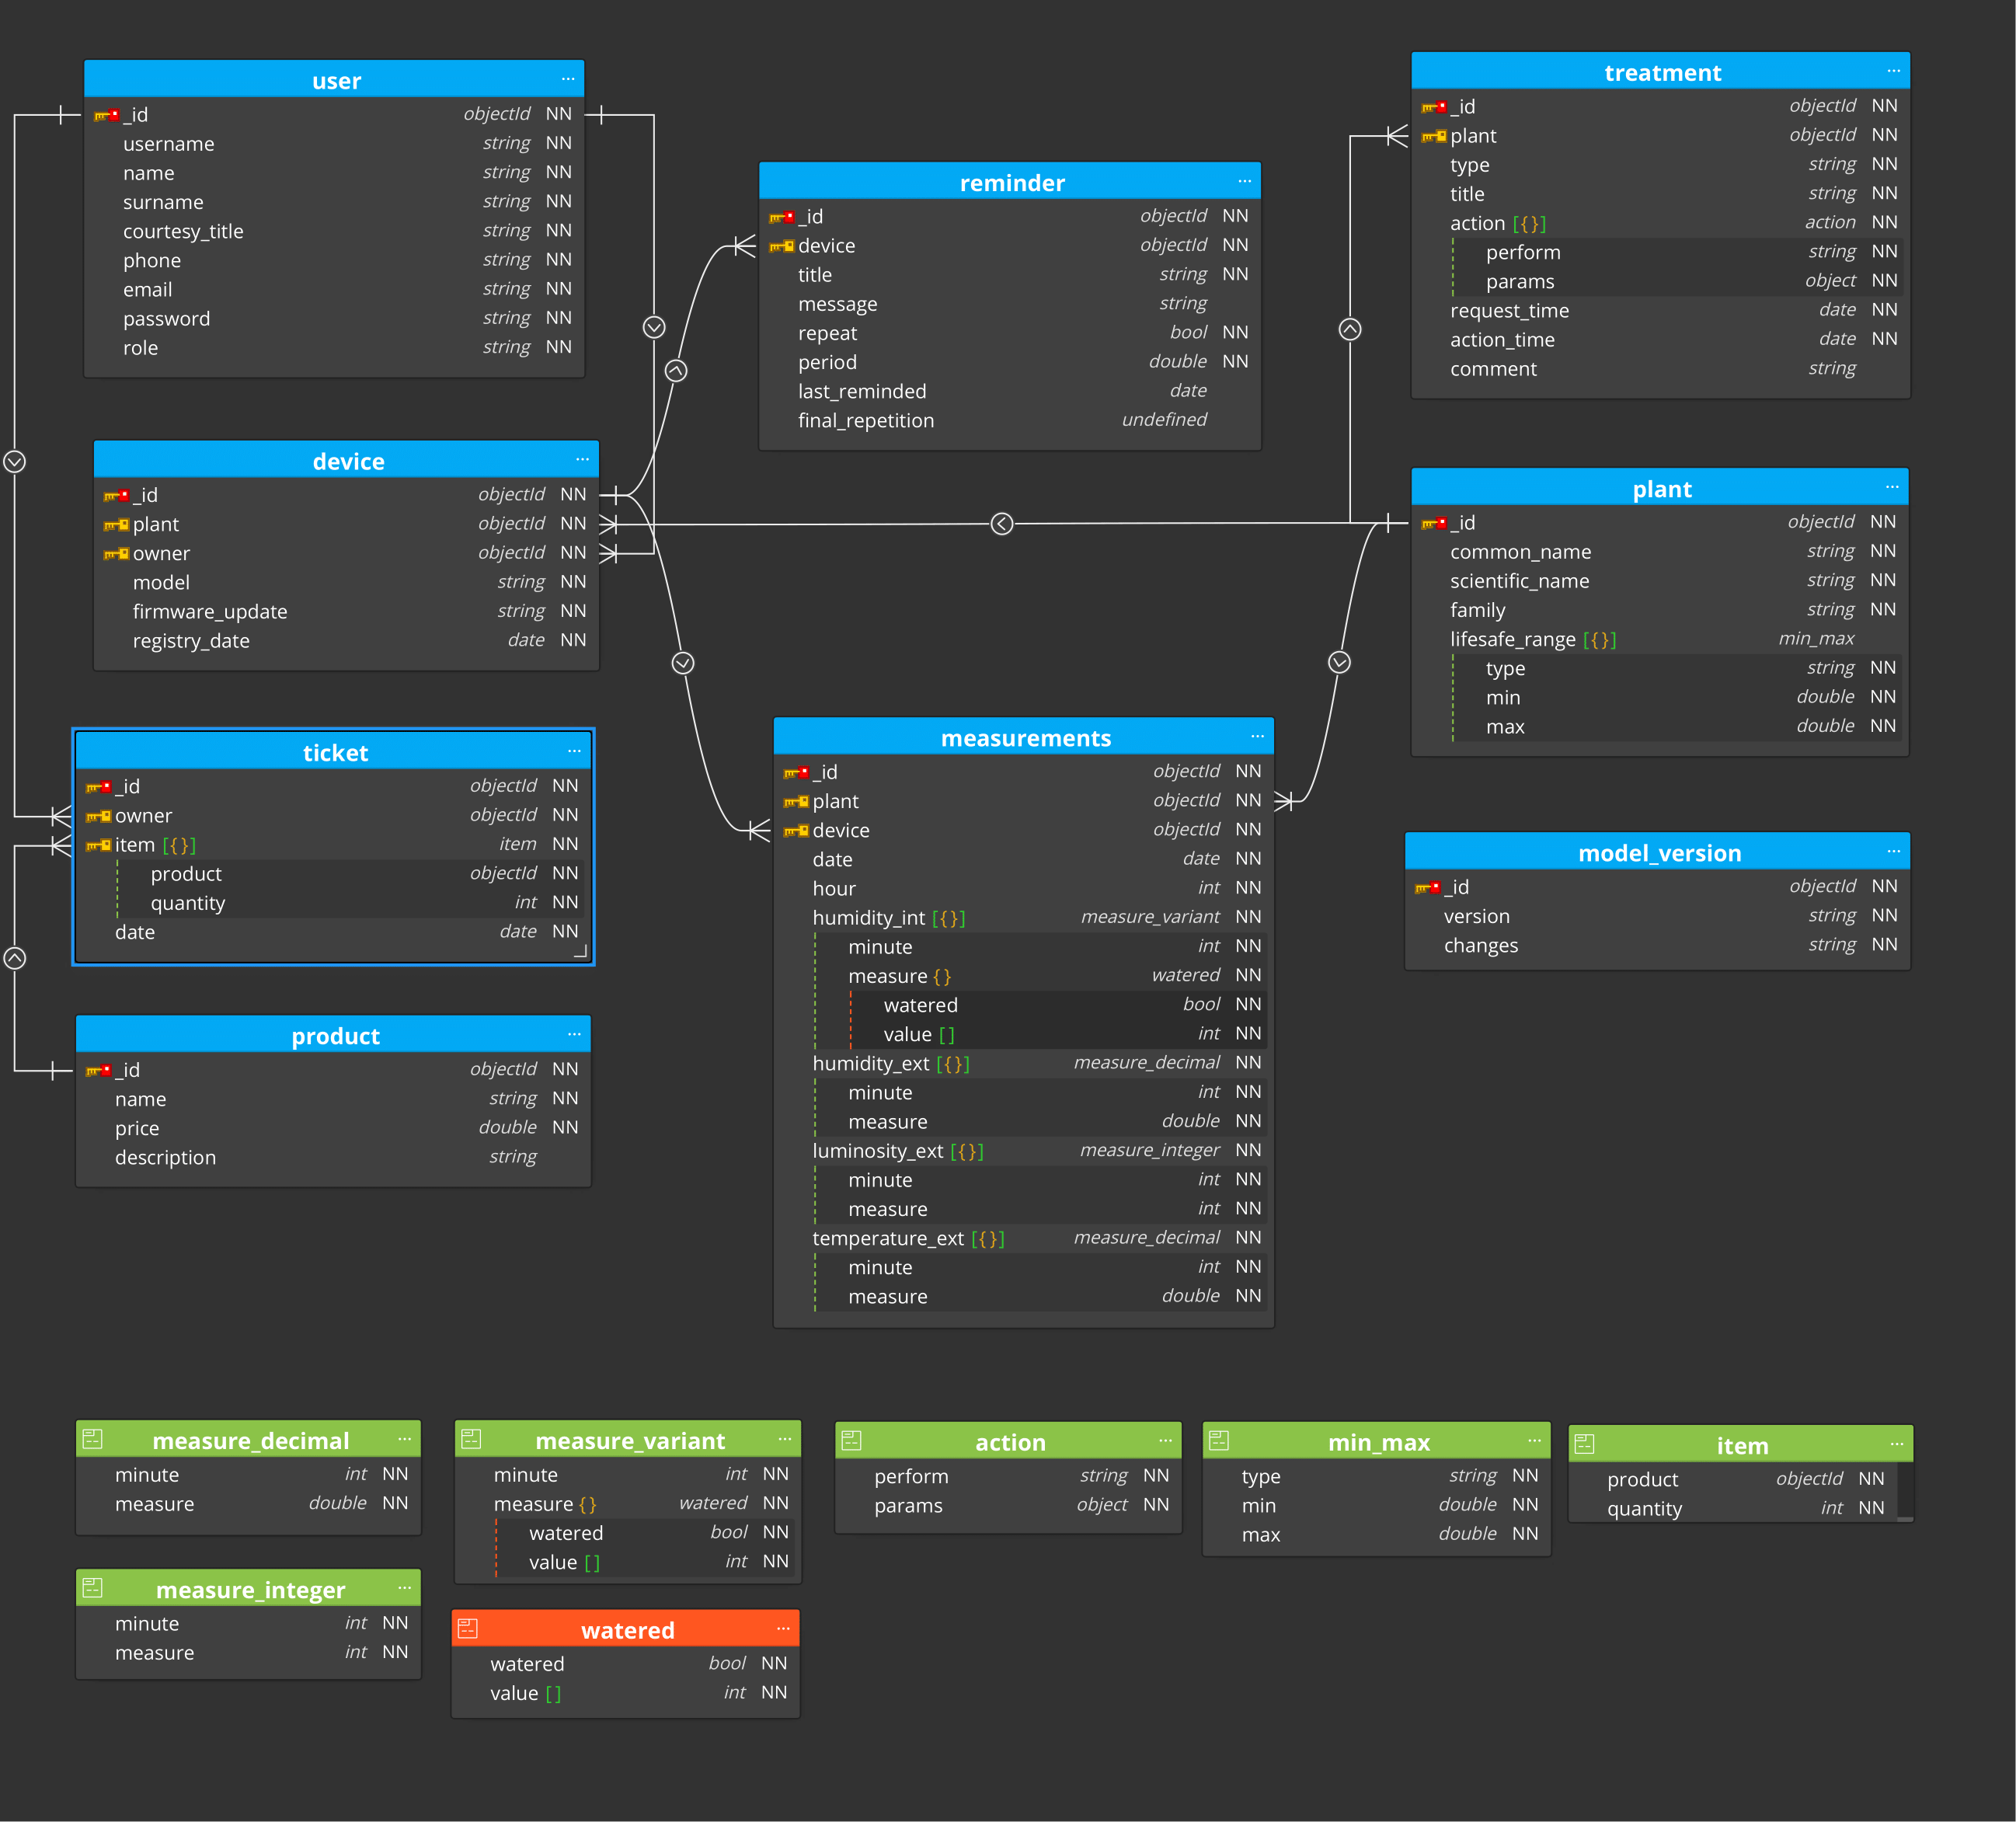 user ...
_id objectId NN
username string NN
name string NN
surname string NN
courtesy_title string NN
phone string NN
email string NN
password string NN
role string NN
device ...
_id objectId NN
plant objectId NN
owner objectId NN
model string NN
firmware_update string NN
registry_date date NN
ticket ...
_id objectId NN
owner objectId NN
item [{}] item NN
product objectId NN
quantity int NN
date date NN
product ...
_id objectId NN
name string NN
price double NN
description string
reminder ...
_id objectId NN
device objectId NN
title string NN
message string
repeat bool NN
period double NN
last_reminded date
final_repetition undefined
measurements ...
_id objectId NN
plant objectId NN
device objectId NN
date date NN
hour int NN
humidity_int [{}] measure_variant NN
minute int NN
measure {} watered NN
watered bool NN
value [] int NN
humidity_ext [{}] measure_decimal NN
minute int NN
measure double NN
luminosity_ext [{}] measure_integer NN
minute int NN
measure int NN
temperature_ext [{}] measure_decimal NN
minute int NN
measure double NN
treatment ...
_id objectId NN
plant objectId NN
type string NN
title string NN
action [{}] action NN
perform string NN
params object NN
request_time date NN
action_time date NN
comment string
plant ...
_id objectId NN
common_name string NN
scientific_name string NN
family string NN
lifesafe_range [{}] min_max
type string NN
min double NN
max double NN
model_version ...
_id objectId NN
version string NN
changes string NN
measure_decimal ...
minute int NN
measure double NN
measure_integer ...
minute int NN
measure int NN
measure_variant ...
minute int NN
measure {} watered NN
watered bool NN
value [] int NN
watered ...
watered bool NN
value [] int NN
action ...
perform string NN
params object NN
min_max ...
type string NN
min double NN
max double NN
item ...
product objectId NN
quantity int NN